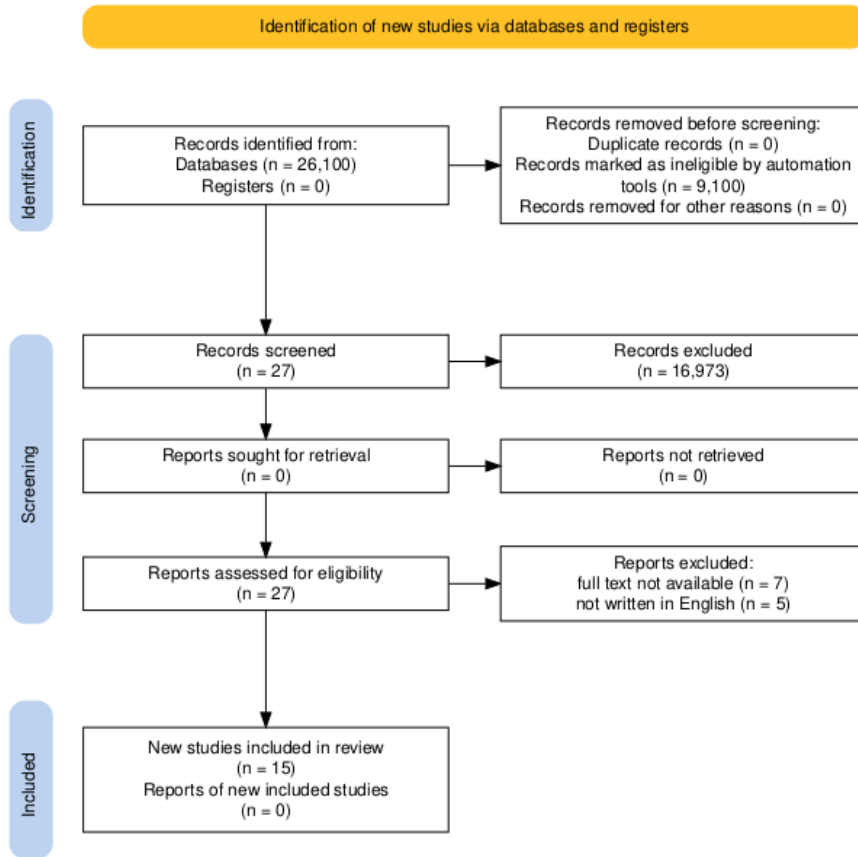 Identification of new studies via databases and registers
Identification
Records identified from:
Databases (n = 26,100)
Registers (n = 0)
Records removed before screening:
Duplicate records (n = 0)
Records marked as ineligible by automation
tools (n = 9,100)
Records removed for other reasons (n = 0)
Screening
Records screened
(n = 27)
Records excluded
(n = 16,973)
Reports sought for retrieval
(n = 0)
Reports not retrieved
(n = 0)
Reports assessed for eligibility
(n = 27)
Reports excluded:
full text not available (n = 7)
not written in English (n = 5)
Included
New studies included in review
(n = 15)
Reports of new included studies
(n = 0)